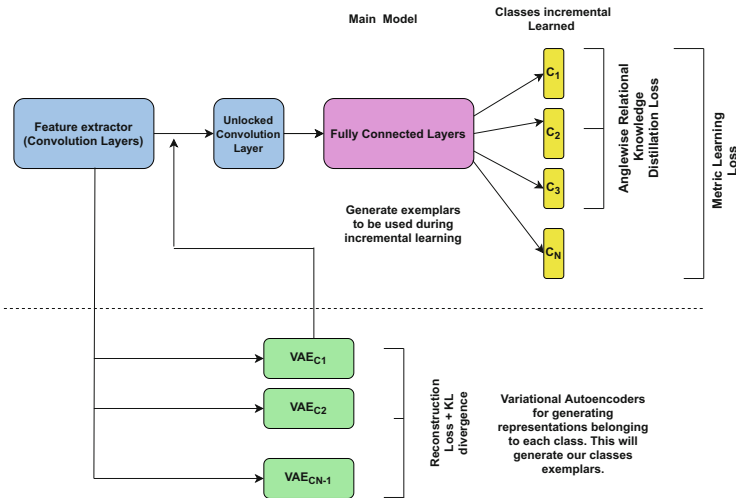 Main Model
Classes incremental
Learned
Feature extractor
(Convolution Layers)
Unlocked
Convolution
Layer
Fully Connected Layers
C1
C2
C3
CN
Anglewise Relational
Knowledge
Distillation Loss
Metric Learning
Loss
Generate exemplars
to be used during
incremental learning
VAEC1
VAEC2
VAECN-1
Reconstruction
Loss + KL
divergence
Variational Autoencoders
for generating
representations belonging
to each class. This will
generate our classes
exemplars.